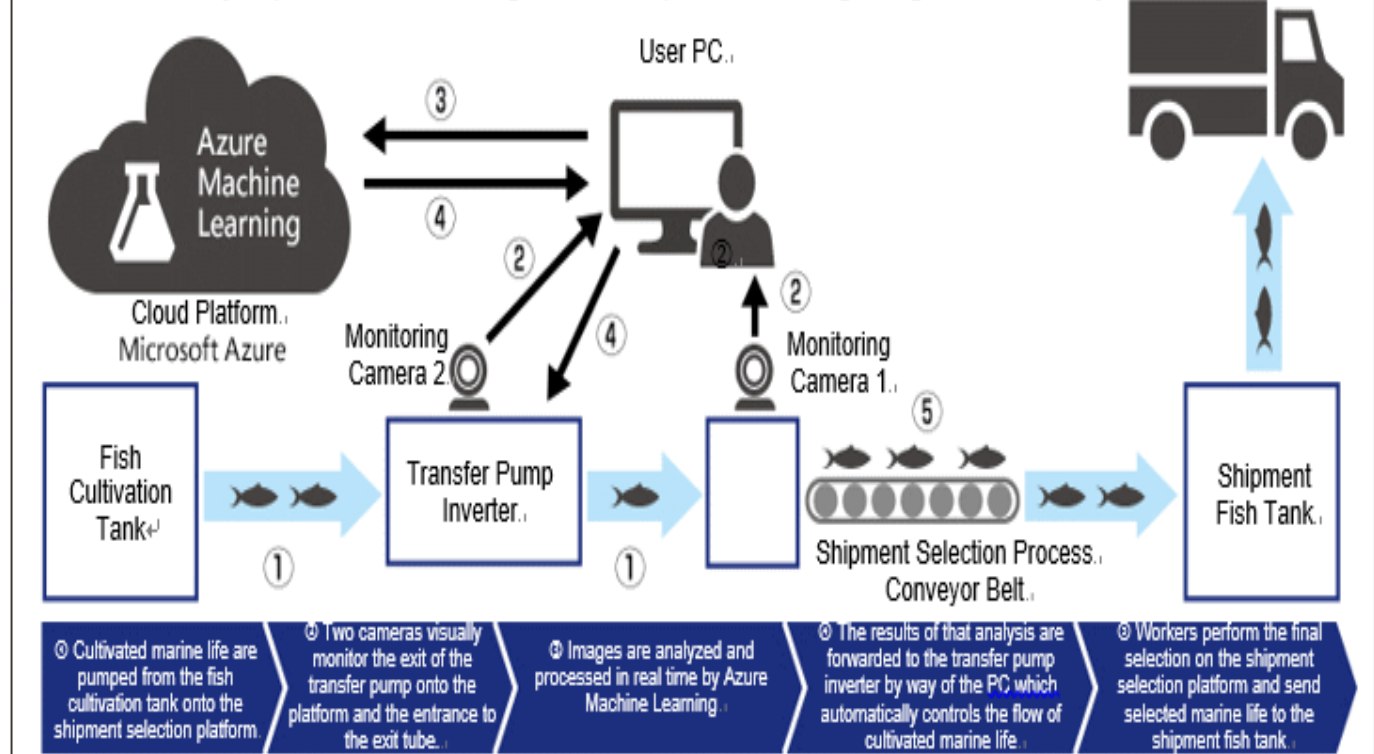 User PC.
③
Azure
Machine
Learning
④
②
②
②
④
Cloud Platform.
Microsoft Azure
Monitoring
Camera 2.
Monitoring
Camera 1.
⑤
Fish
Cultivation
Tank↵
Transfer Pump
Inverter.
Shipment
Fish Tank.
①
①
Shipment Selection Process.
Conveyor Belt.
① Cultivated marine life are
pumped from the fish
cultivation tank onto the
shipment selection platform.
② Two cameras visually
monitor the exit of the
transfer pump onto the
platform and the entrance to
the exit tube.
③ Images are analyzed and
processed in real time by Azure
Machine Learning.
④ The results of that analysis are
forwarded to the transfer pump
inverter by way of the PC which
automatically controls the flow of
cultivated marine life.
⑤ Workers perform the final
selection on the shipment
selection platform and send
selected marine life to the
shipment fish tank.